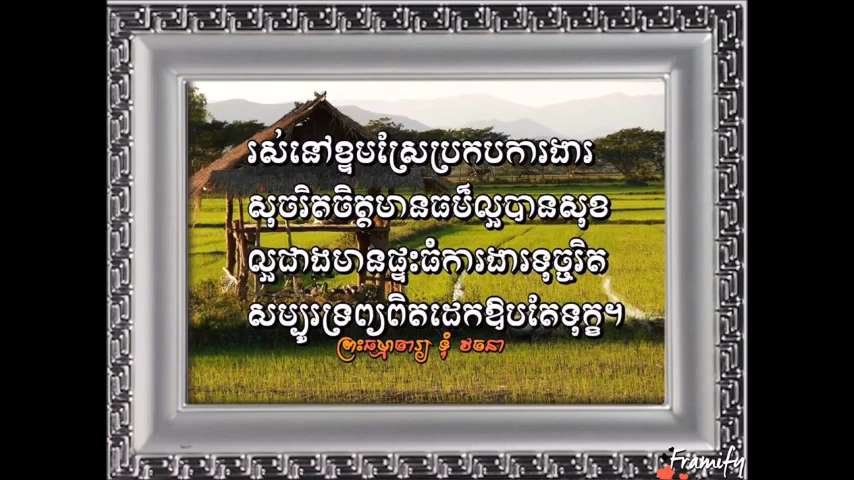 រស់នៅខ្ទមស្រែប្រកបការងារ
សុចរិតចិត្តមានធម៌ល្អបានសុខ
ល្អជាងមានផ្ទះធំការងារទុច្ចរិត
សម្បូរទ្រព្យពិតដេកឱបតែទុក្ខ។
ព្រះធម្មាចារ្យ ទុំ វចនា
Framify